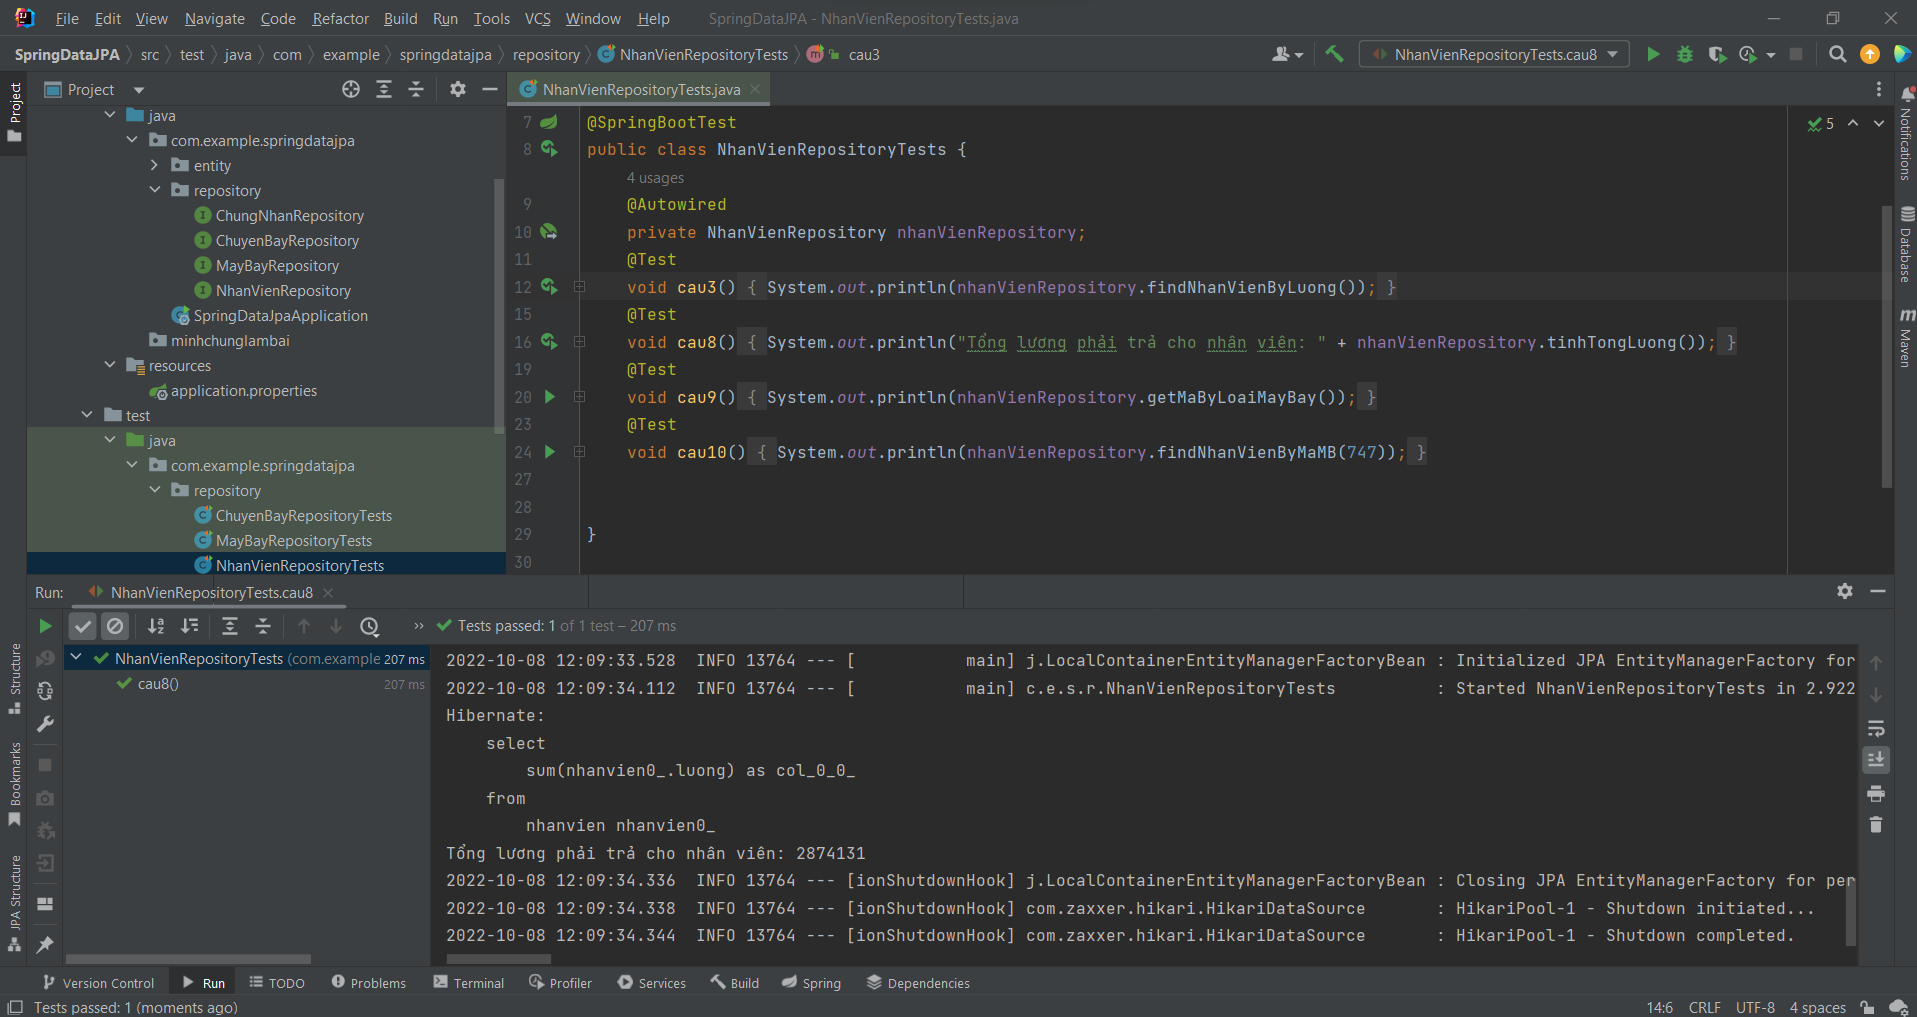 File Edit View Navigate Code Refactor Build Run Tools VCS Window Help SpringDataJPA - NhanVienRepositoryTests.java
SpringDataJPA src test java com example springdatajpa repository NhanVienRepositoryTests m cau3 NhanVienRepositoryTests.cau8
Project
Project
NhanVienRepositoryTests.java
java
com.example.springdatajpa
entity
repository
ChungNhanRepository
ChuyenBayRepository
MayBayRepository
NhanVienRepository
SpringDataJpaApplication
minhchunglambai
resources
application.properties
test
java
com.example.springdatajpa
repository
ChuyenBayRepositoryTests
MayBayRepositoryTests
NhanVienRepositoryTests
7 @SpringBootTest
8 public class NhanVienRepositoryTests {
4 usages
9 @Autowired
10 private NhanVienRepository nhanVienRepository;
11 @Test
12 void cau3() { System.out.println(nhanVienRepository.findNhanVienByLuong()); }
15 @Test
16 void cau8() { System.out.println("Tổng lương phải trả cho nhân viên: " + nhanVienRepository.tinhTongLuong()); }
19 @Test
20 void cau9() { System.out.println(nhanVienRepository.getMaByLoaiMayBay()); }
23 @Test
24 void cau10() { System.out.println(nhanVienRepository.findNhanVienByMaMB(747)); }
27
28
29 }
30
5
Notifications
Database
m Maven
Run: NhanVienRepositoryTests.cau8
Tests passed: 1 of 1 test – 207 ms
NhanVienRepositoryTests (com.example 207 ms
cau8() 207 ms
2022-10-08 12:09:33.528 INFO 13764 --- [ main] j.LocalContainerEntityManagerFactoryBean : Initialized JPA EntityManagerFactory for
2022-10-08 12:09:34.112 INFO 13764 --- [ main] c.e.s.r.NhanVienRepositoryTests : Started NhanVienRepositoryTests in 2.922
Hibernate:
select
sum(nhanvien0_.luong) as col_0_0_
from
nhanvien nhanvien0_
Tổng lương phải trả cho nhân viên: 2874131
2022-10-08 12:09:34.336 INFO 13764 --- [ionShutdownHook] j.LocalContainerEntityManagerFactoryBean : Closing JPA EntityManagerFactory for per
2022-10-08 12:09:34.338 INFO 13764 --- [ionShutdownHook] com.zaxxer.hikari.HikariDataSource : HikariPool-1 - Shutdown initiated...
2022-10-08 12:09:34.344 INFO 13764 --- [ionShutdownHook] com.zaxxer.hikari.HikariDataSource : HikariPool-1 - Shutdown completed.
Structure
Bookmarks
JPA Structure
Version Control Run TODO Problems Terminal Profiler Services Build Spring Dependencies
Tests passed: 1 (moments ago) 14:6 CRLF UTF-8 4 spaces